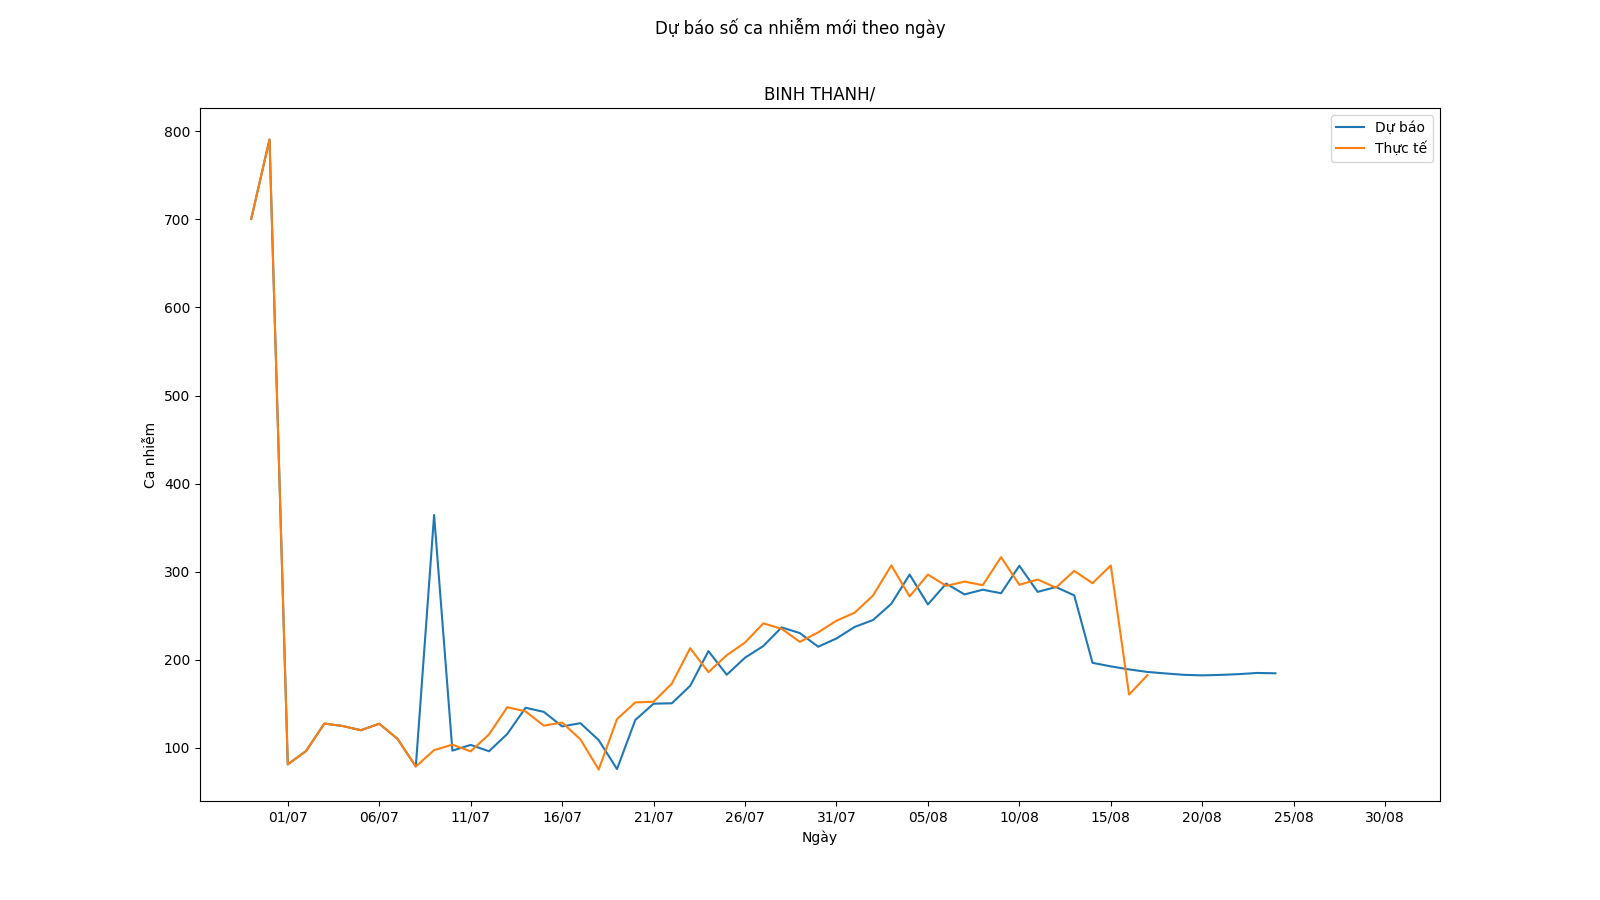 Dự báo số ca nhiễm mới theo ngày
BINH THANH/
Dự báo
Thực tế
800
700
600
500
400
300
200
100
Ca nhiễm
01/07 06/07 11/07 16/07 21/07 26/07 31/07 05/08 10/08 15/08 20/08 25/08 30/08
Ngày